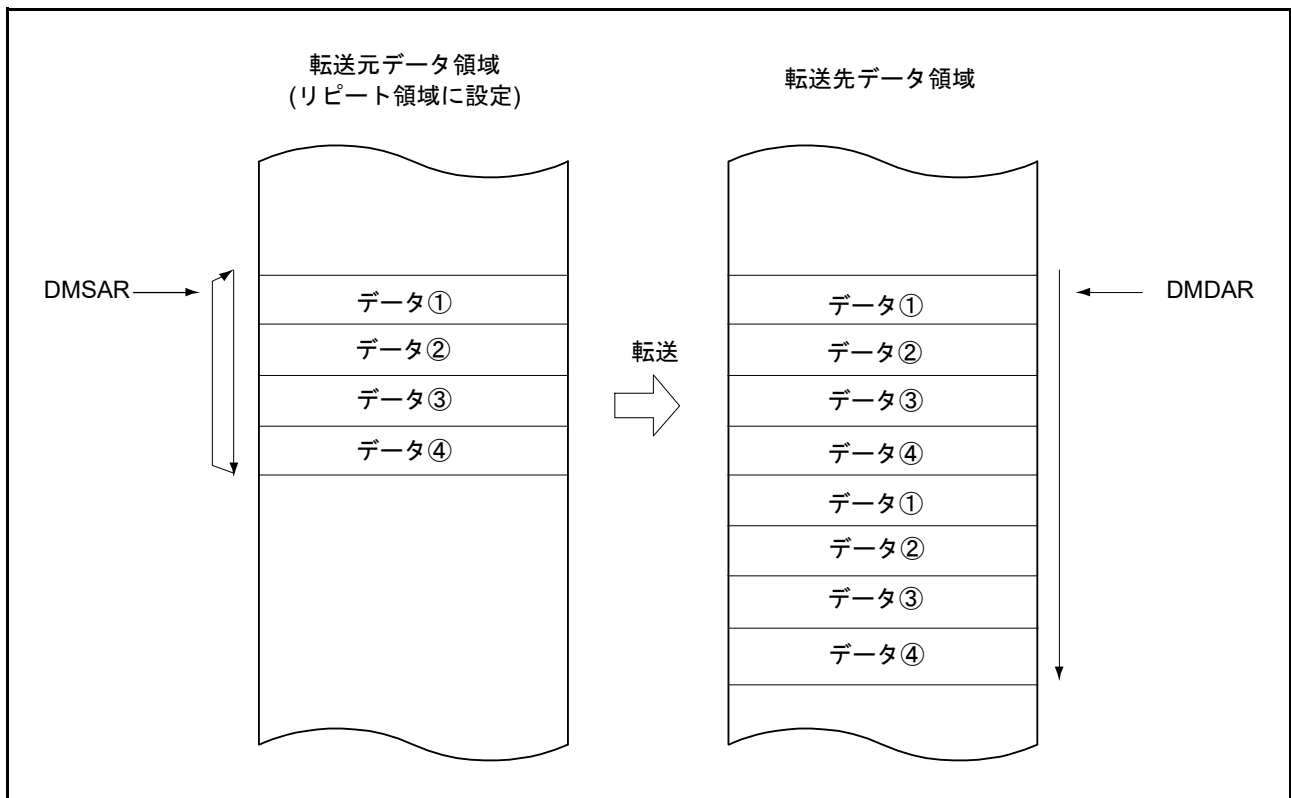 転送元データ領域
(リピート領域に設定)
転送先データ領域
DMSAR
データ①
データ②
データ③
データ④
転送
データ①
データ②
データ③
データ④
データ①
データ②
データ③
データ④
DMDAR